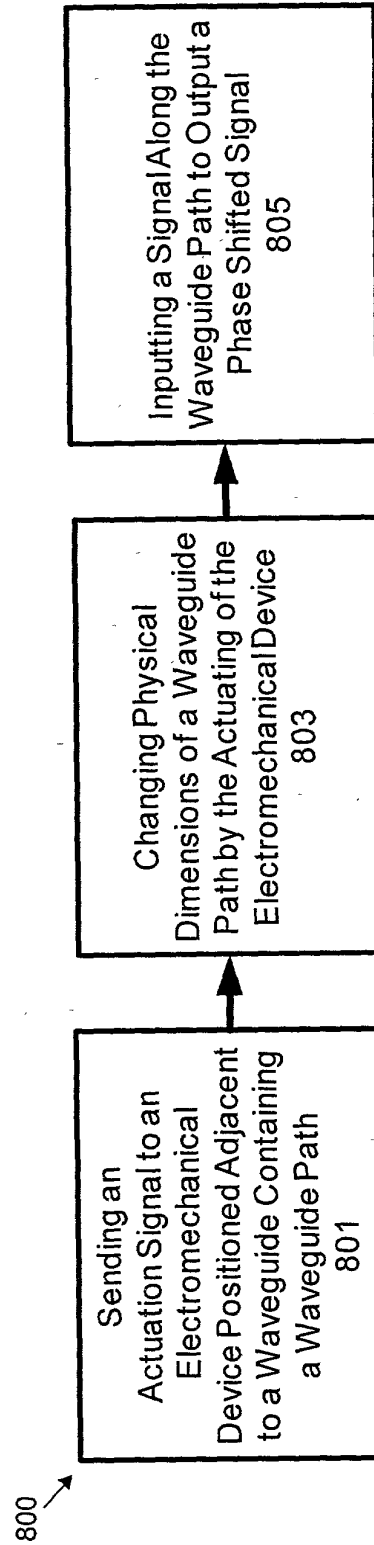 800
Sending an
Actuation Signal to an
Electromechanical
Device Positioned Adjacent
to a Waveguide Containing
a Waveguide Path
801
Changing Physical
Dimensions of a Waveguide
Path by the Actuating of the
Electromechanical Device
803
Inputting a Signal Along the
Waveguide Path to Output a
Phase Shifted Signal
805